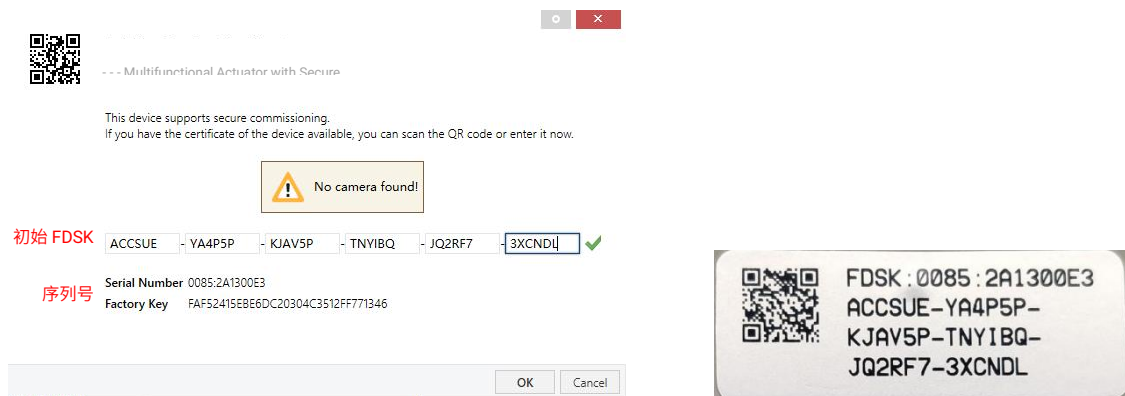 - - - Multifunctional Actuator with Secure
This device supports secure commissioning.
If you have the certificate of the device available, you can scan the QR code or enter it now.
No camera found!
初始 FDSK ACCSUE - YA4P5P - KJAV5P - TNYIBQ - JQ2RF7 - 3XCNDL
序列号
Serial Number 0085:2A1300E3
Factory Key FAF52415EBE6DC20304C3512FF771346
OK Cancel
FDSK:0085:2A1300E3
ACCSUE-YA4P5P-
KJAV5P-TNYIBQ-
JQ2RF7-3XCNDL